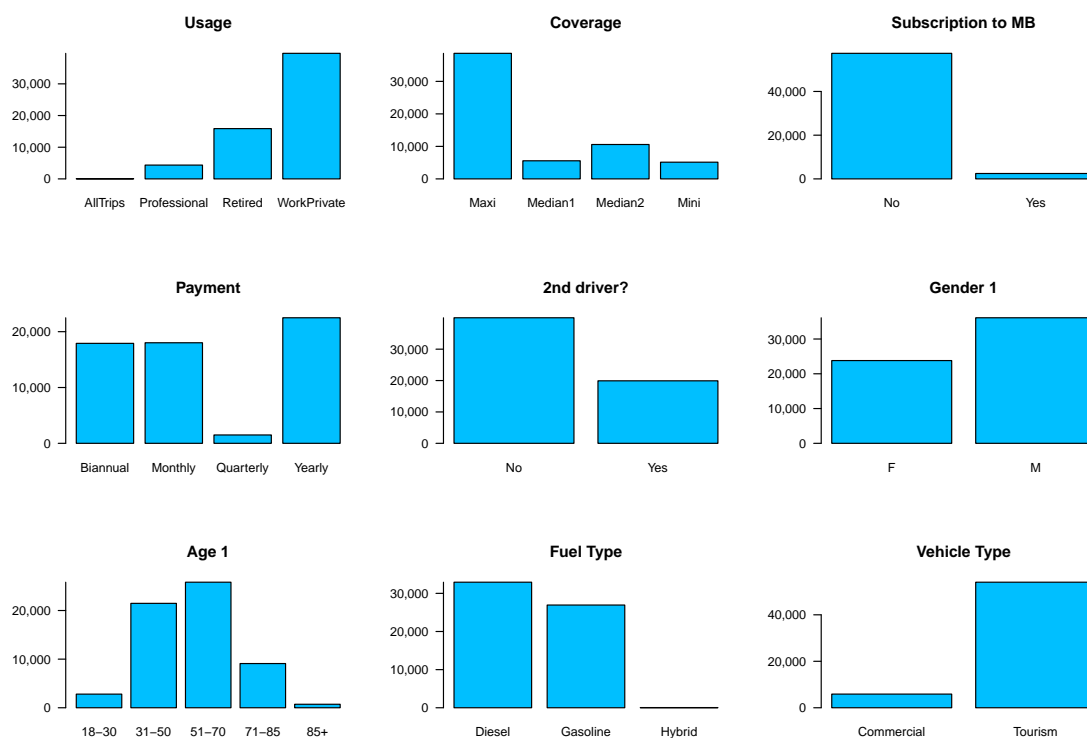 Usage
30,000
20,000
10,000
0
AllTrips Professional Retired WorkPrivate
Coverage
30,000
20,000
10,000
0
Maxi Median1 Median2 Mini
Subscription to MB
40,000
20,000
0
No Yes
Payment
20,000
10,000
0
Biannual Monthly Quarterly Yearly
2nd driver?
30,000
20,000
10,000
0
No Yes
Gender 1
30,000
20,000
10,000
0
F M
Age 1
20,000
10,000
0
18–30 31–50 51–70 71–85 85+
Fuel Type
30,000
20,000
10,000
0
Diesel Gasoline Hybrid
Vehicle Type
40,000
20,000
0
Commercial Tourism